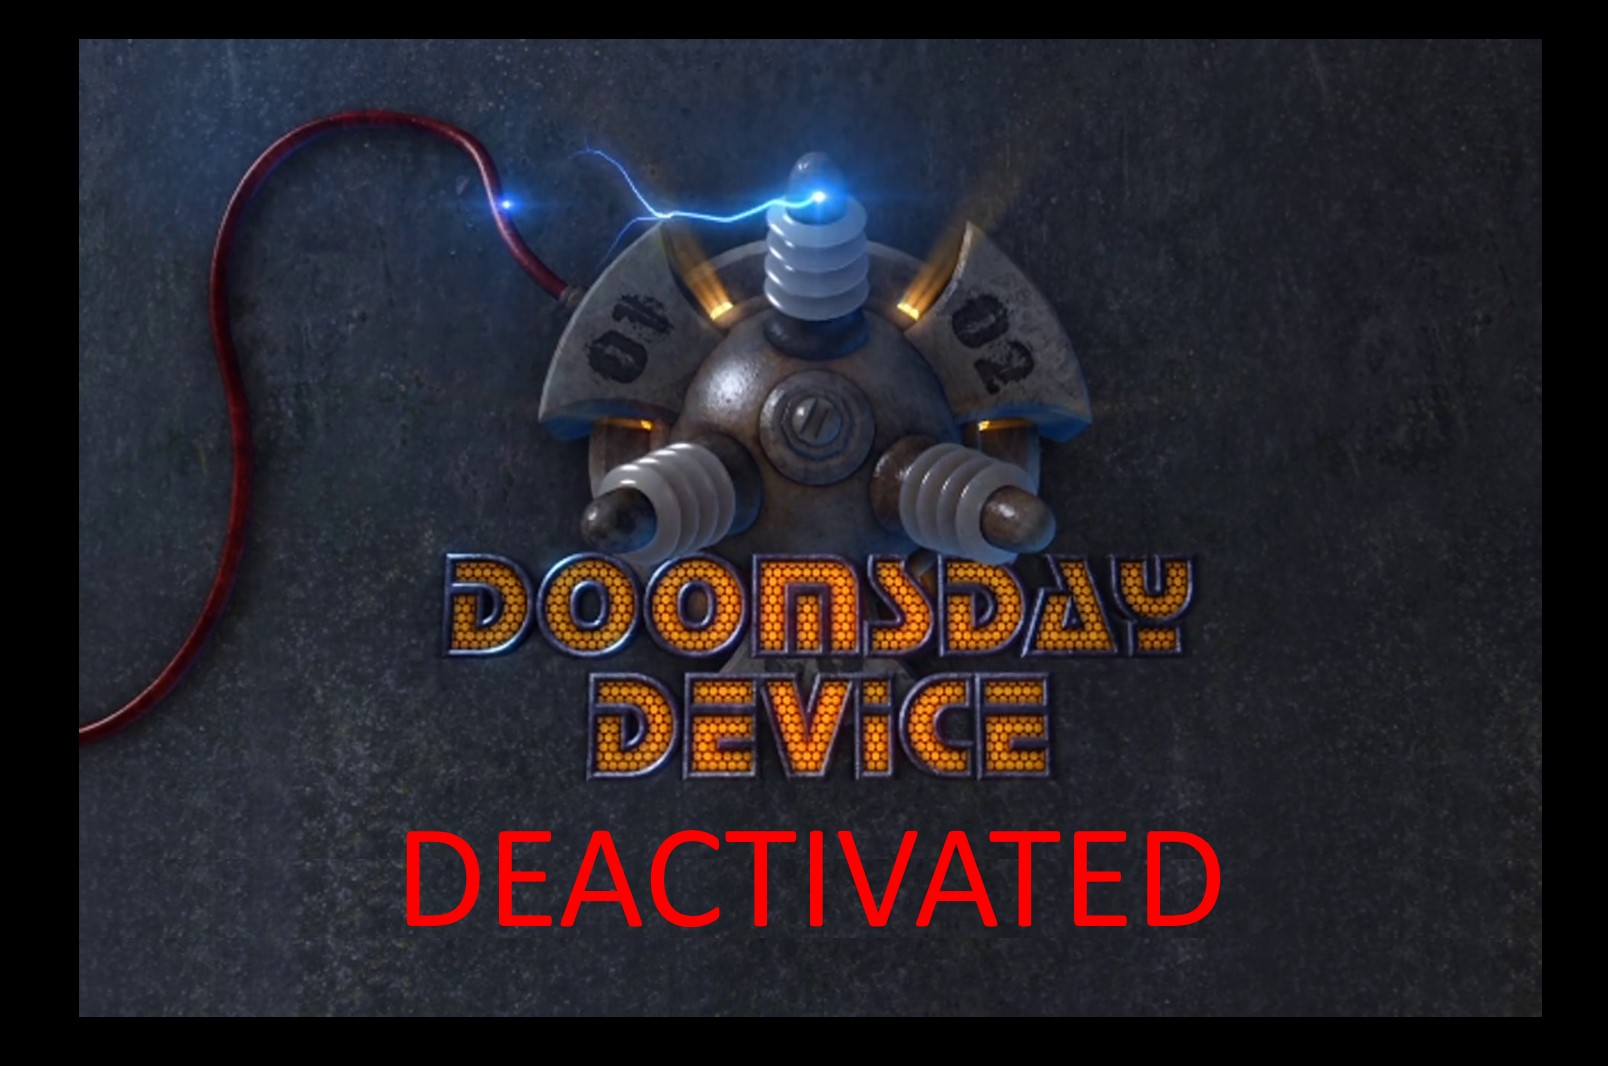 01
02
DOOMSDAY
DEVICE
DEACTIVATED